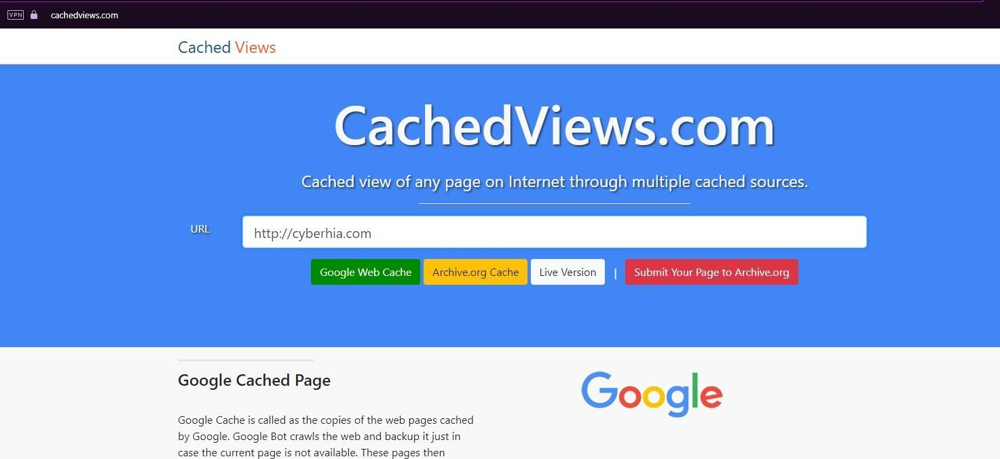 VPN cachedviews.com
Cached Views
CachedViews.com
Cached view of any page on Internet through multiple cached sources.
URL http://cyberhia.com
Google Web Cache Archive.org Cache Live Version | Submit Your Page to Archive.org
Google Cached Page
Google
Google Cache is called as the copies of the web pages cached
by Google. Google Bot crawls the web and backup it just in
case the current page is not available. These pages then